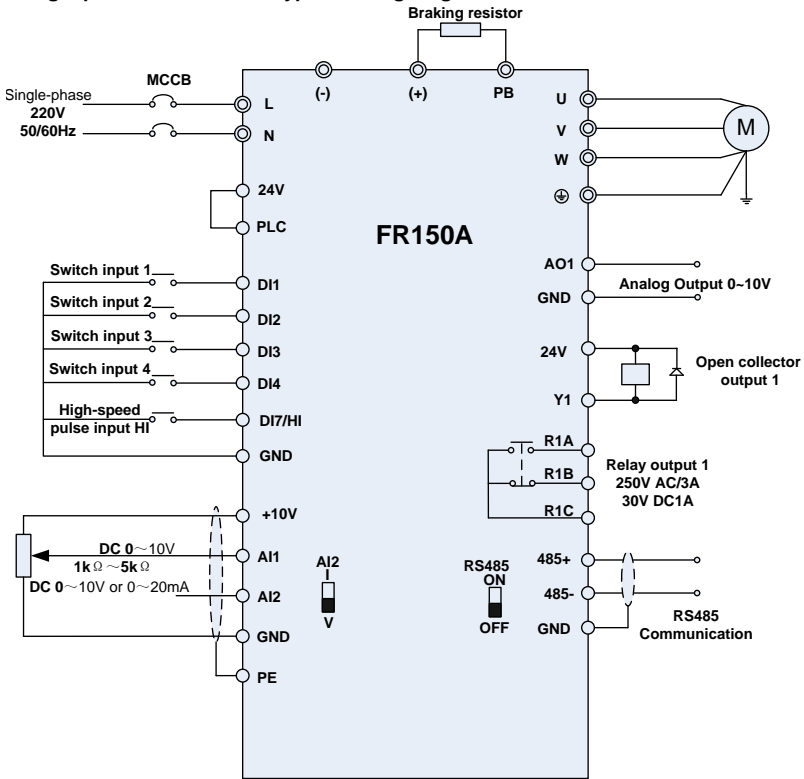 Braking resistor
MCCB
Single-phase
220V
50/60Hz
L
N
(-)
(+)
PB
U
V
W
M
24V
PLC
FR150A
Switch input 1
Switch input 2
Switch input 3
Switch input 4
High-speed
pulse input HI
DI1
DI2
DI3
DI4
DI7/HI
GND
AO1
GND
Analog Output 0~10V
24V
Y1
Open collector
output 1
R1A
R1B
R1C
Relay output 1
250V AC/3A
30V DC1A
+10V
DC 0～10V
AI1
1kΩ～5kΩ
DC 0～10V or 0～20mA
AI2
GND
PE
AI2
I
V
RS485
ON
OFF
485+
485-
GND
RS485
Communication